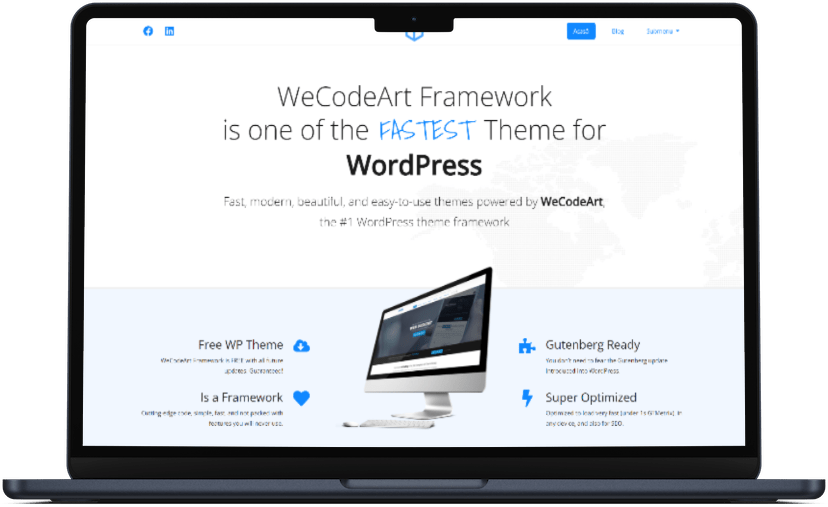 Acasă Blog Submeniu
WeCodeArt Framework
is one of the FASTEST Theme for
WordPress
Fast, modern, beautiful, and easy-to-use themes powered by WeCodeArt,
the #1 WordPress theme framework
Free WP Theme
WeCodeArt Framework is FREE with all future
updates. Guaranteed!
Is a Framework
Cutting-edge code, simple, fast, and not packed with
features you will never use.
Gutenberg Ready
You don't need to fear the Gutenberg update
introduced into WordPress.
Super Optimized
Optimized to load very fast (under 1s GTMetrix), in
any device, and also for SEO.